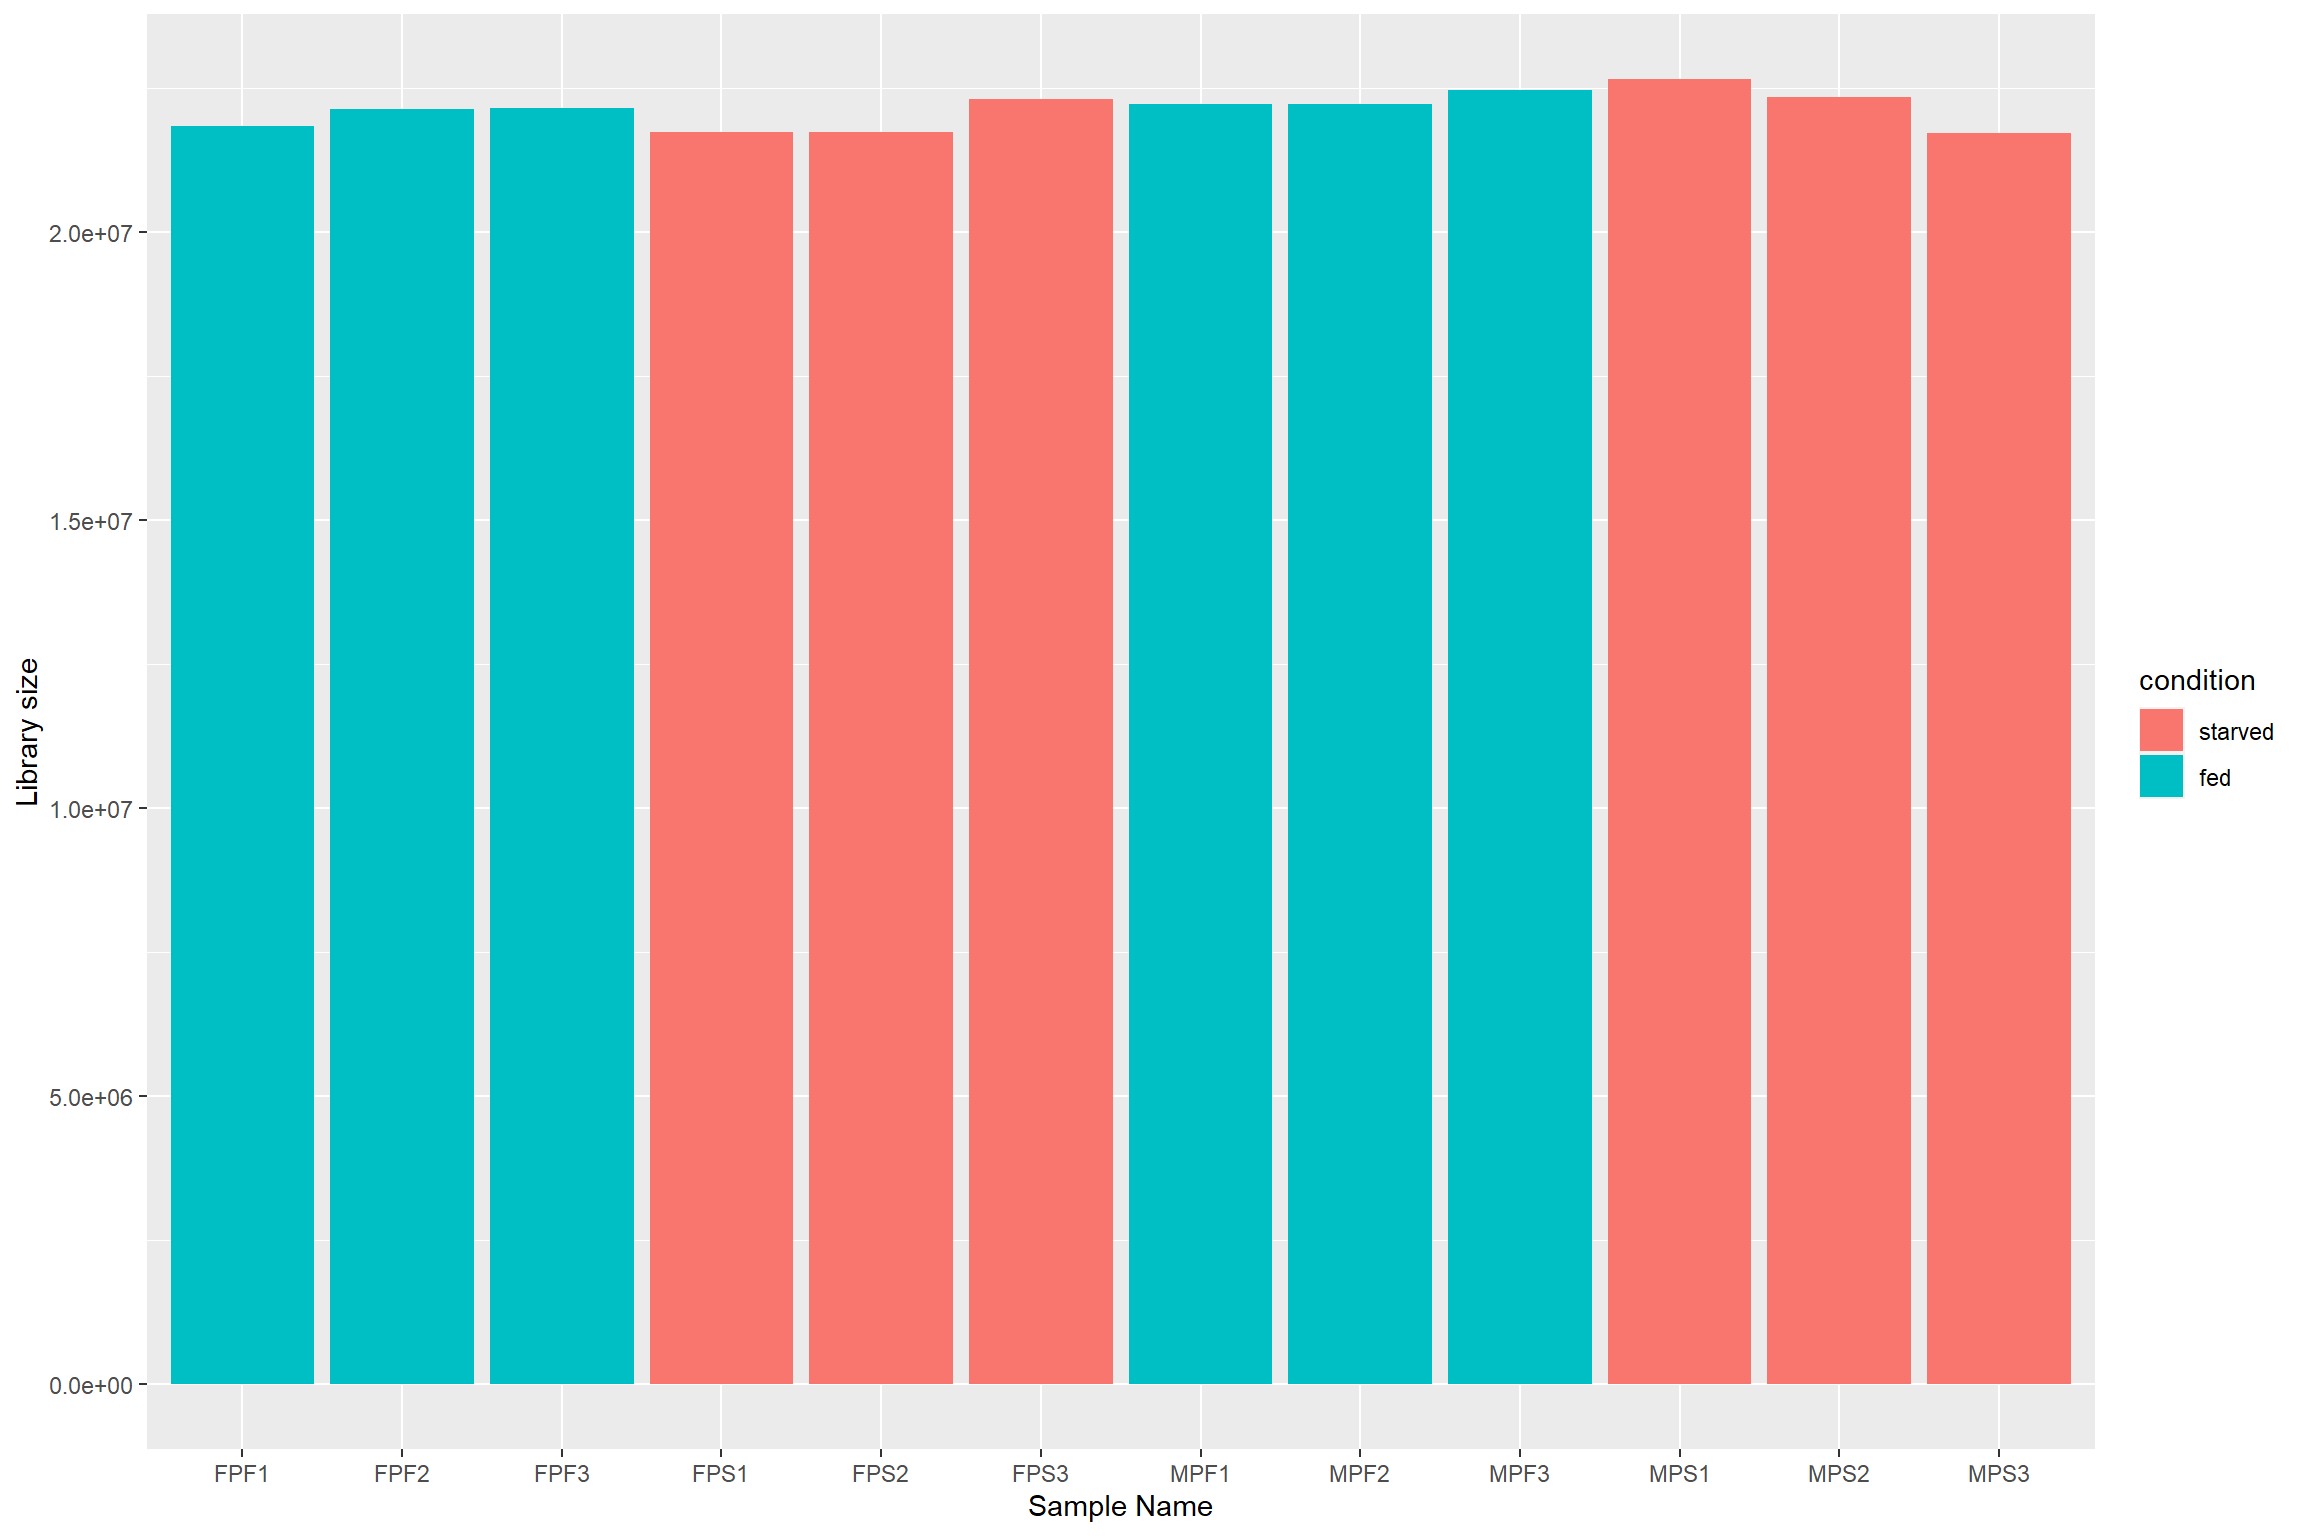 Library size
2.0e+07
1.5e+07
1.0e+07
5.0e+06
0.0e+00
FPF1 FPF2 FPF3 FPS1 FPS2 FPS3 MPF1 MPF2 MPF3 MPS1 MPS2 MPS3
Sample Name
condition
starved
fed